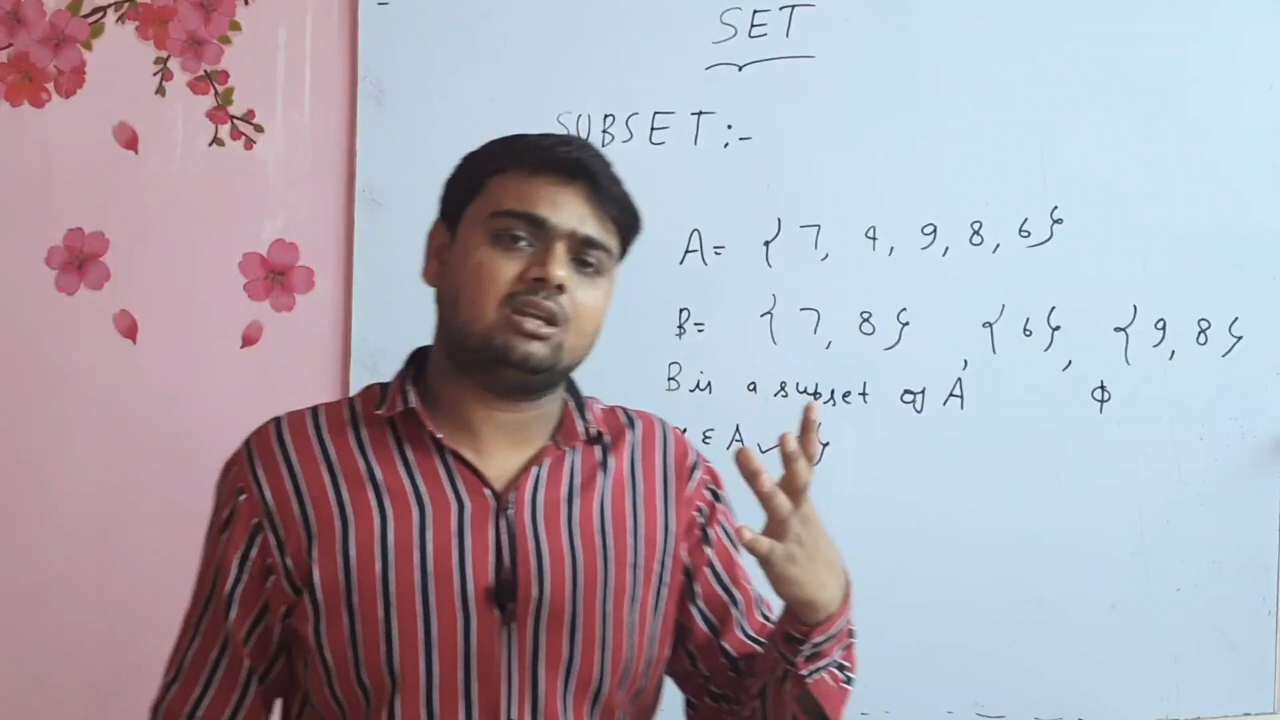 SET
SUBSET :-
A= { 7, 4, 9, 8, 6}
B= { 7, 8 } , {6} , { 9, 8 }
B is a subset of A ϕ
ε A ✓ }